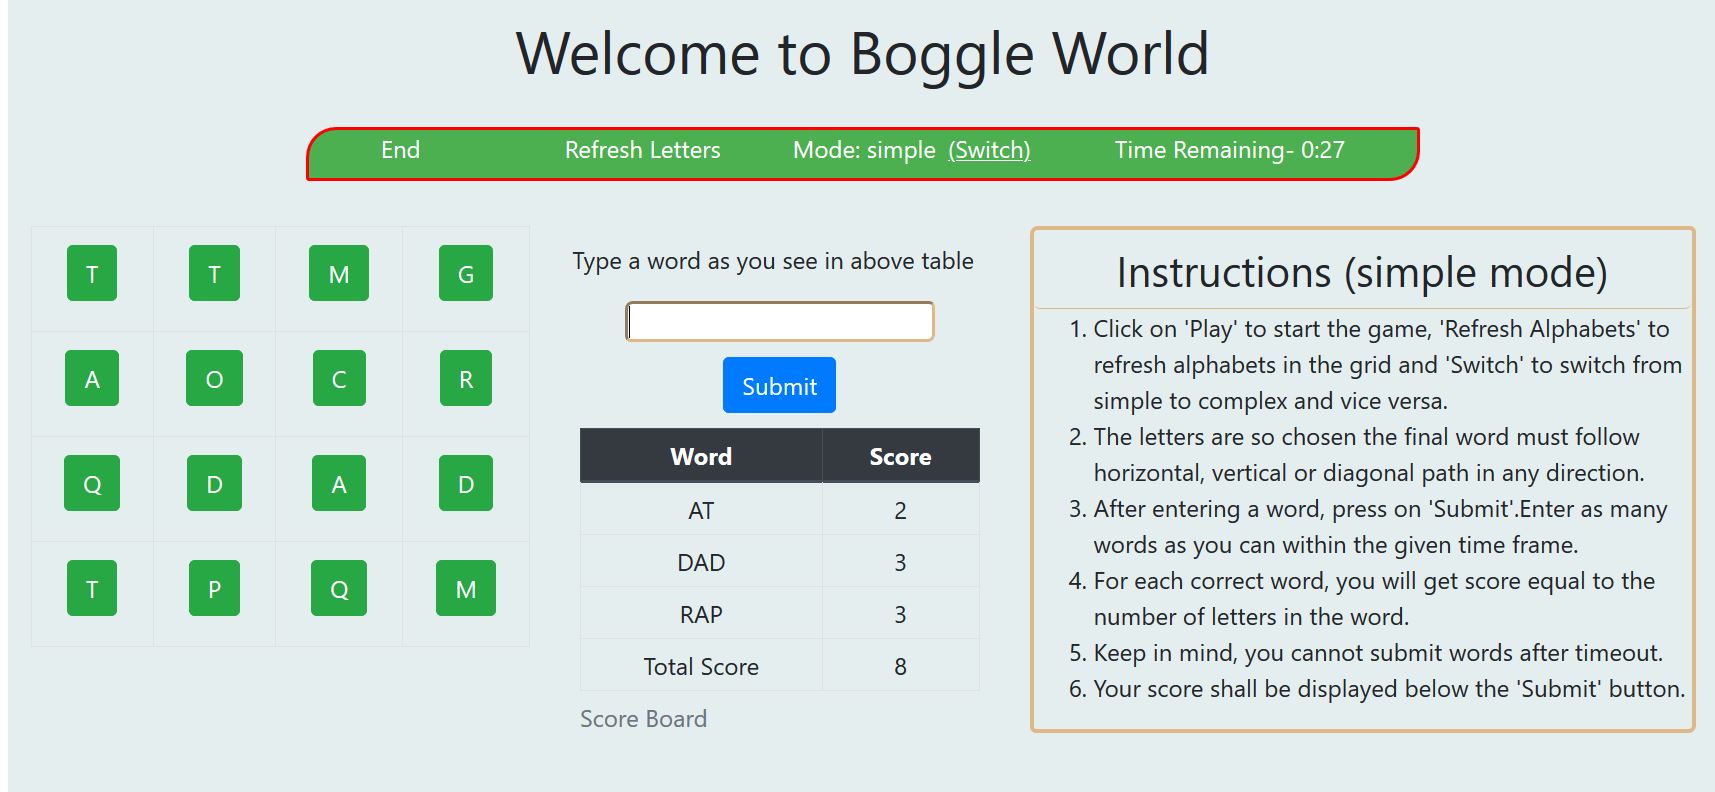 Welcome to Boggle World
End Refresh Letters Mode: simple (Switch) Time Remaining- 0:27
T T M G
A O C R
Q D A D
T P Q M
Type a word as you see in above table
Submit
Word Score
AT 2
DAD 3
RAP 3
Total Score 8
Score Board
Instructions (simple mode)
1. Click on 'Play' to start the game, 'Refresh Alphabets' to
refresh alphabets in the grid and 'Switch' to switch from
simple to complex and vice versa.
2. The letters are so chosen the final word must follow
horizontal, vertical or diagonal path in any direction.
3. After entering a word, press on 'Submit'.Enter as many
words as you can within the given time frame.
4. For each correct word, you will get score equal to the
number of letters in the word.
5. Keep in mind, you cannot submit words after timeout.
6. Your score shall be displayed below the 'Submit' button.